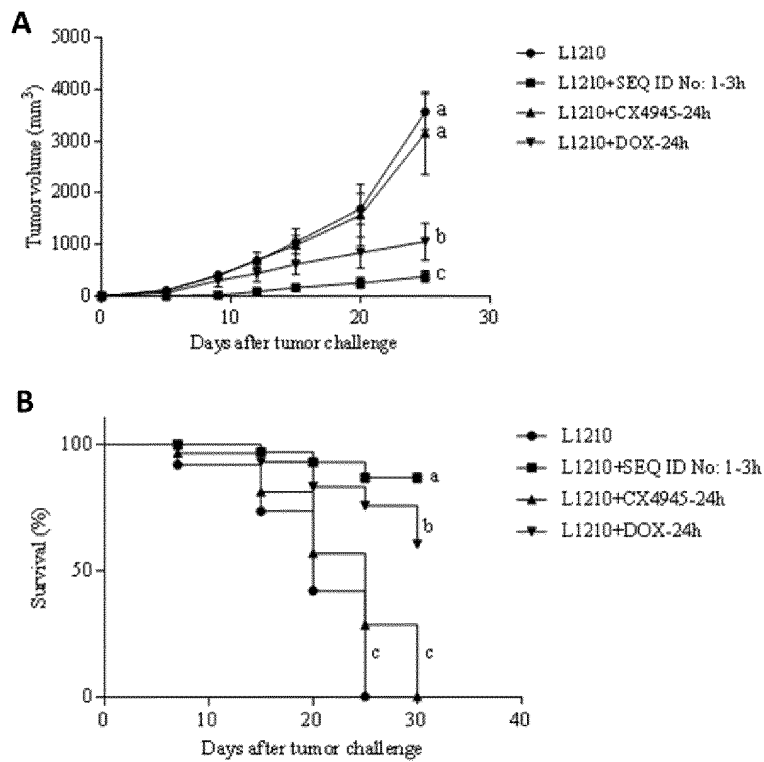 A
5000
4000
3000
2000
1000
0
Tumor volume (mm³)
0 10 20 30
Days after tumor challenge
a
a
b
c
L1210
L1210+SEQ ID No: 1-3h
L1210+CX4945-24h
L1210+DOX-24h
B
100
50
0
Survival (%)
0 10 20 30 40
Days after tumor challenge
a
b
c c
L1210
L1210+SEQ ID No: 1-3h
L1210+CX4945-24h
L1210+DOX-24h